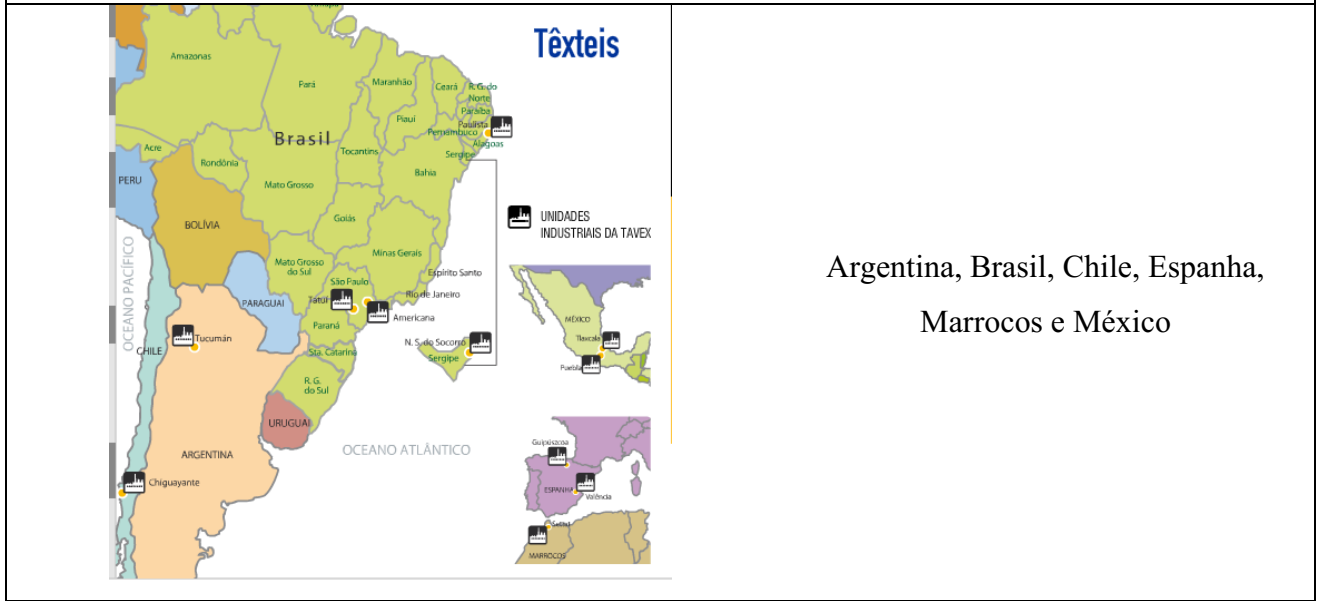 Têxteis
Amazonas
Pará
Maranhão
Ceará
R. G. do
Norte
Paraíba
Paulista
Pernambuco
Alagoas
Sergipe
Piauí
Brasil
Tocantins
Acre
Rondônia
Bahia
PERU
Mato Grosso
BOLÍVIA
Goiás
UNIDADES
INDUSTRIAIS DA TAVEX
Minas Gerais
Mato Grosso
do Sul
Espírito Santo
São Paulo
Rio de Janeiro
Tatuí
Americana
PARAGUAI
Paraná
OCEANO PACÍFICO
CHILE
Tucumán
N. S. do Socorro
Sergipe
Sta. Catarina
R. G.
do Sul
URUGUAI
ARGENTINA
OCEANO ATLÂNTICO
Chiguayante
MÉXICO
Tlaxcala
Puebla
Guipúszcoa
ESPANHA
Valência
MARROCOS
Argentina, Brasil, Chile, Espanha,
Marrocos e México